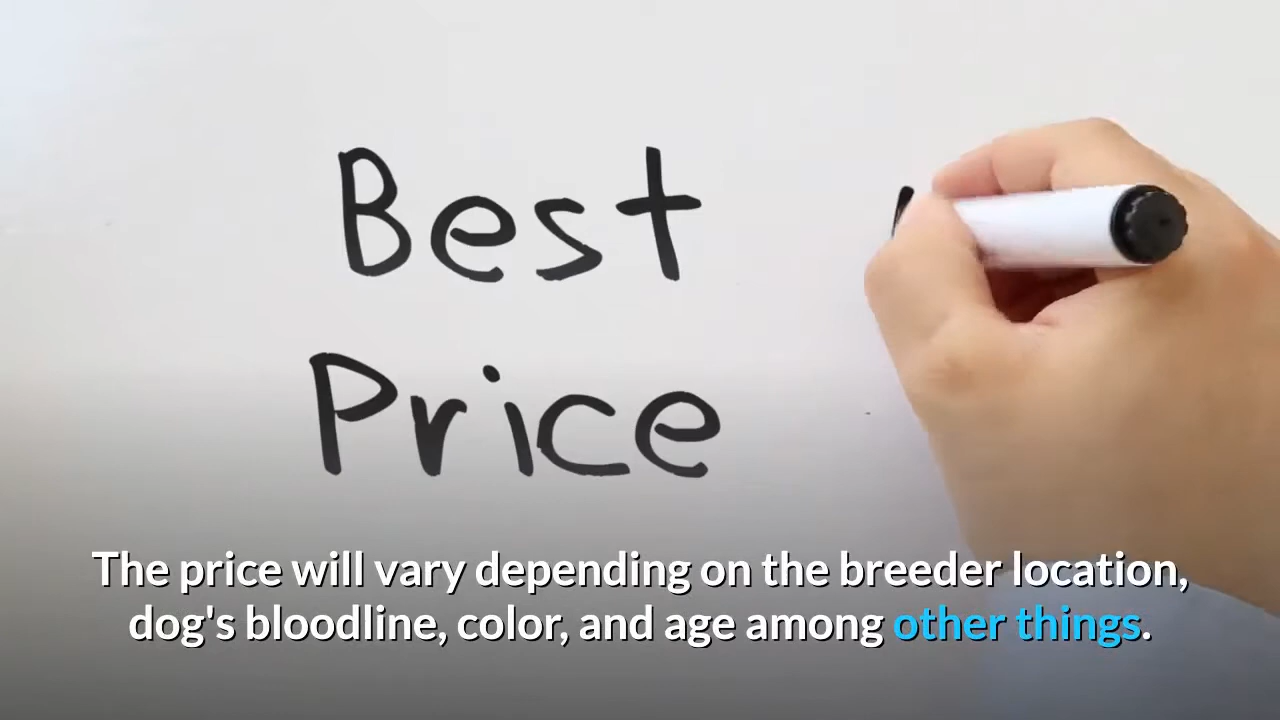 Best
Price
The price will vary depending on the breeder location,
dog's bloodline, color, and age among other things.